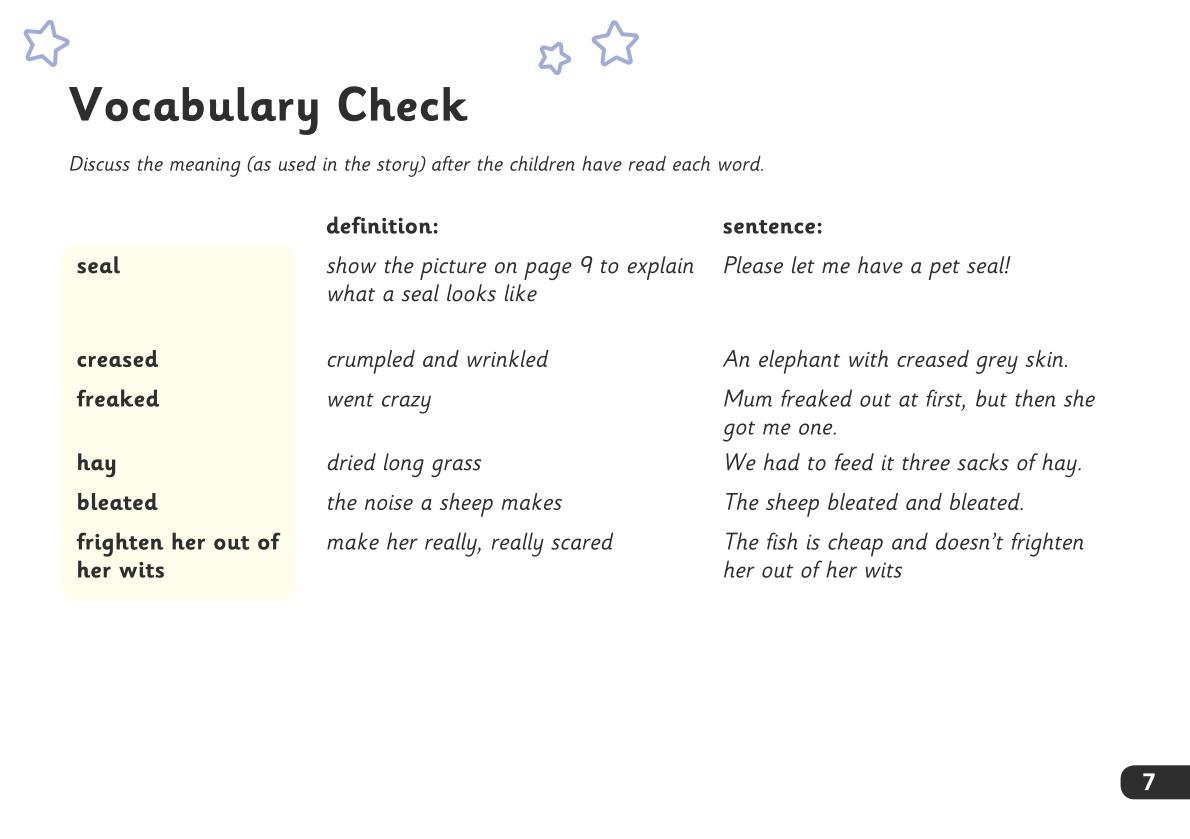 Vocabulary Check
Discuss the meaning (as used in the story) after the children have read each word.
definition: sentence:
seal show the picture on page 9 to explain Please let me have a pet seal!
what a seal looks like
creased crumpled and wrinkled An elephant with creased grey skin.
freaked went crazy Mum freaked out at first, but then she
got me one.
hay dried long grass We had to feed it three sacks of hay.
bleated the noise a sheep makes The sheep bleated and bleated.
frighten her out of make her really, really scared The fish is cheap and doesn't frighten
her wits her out of her wits
7